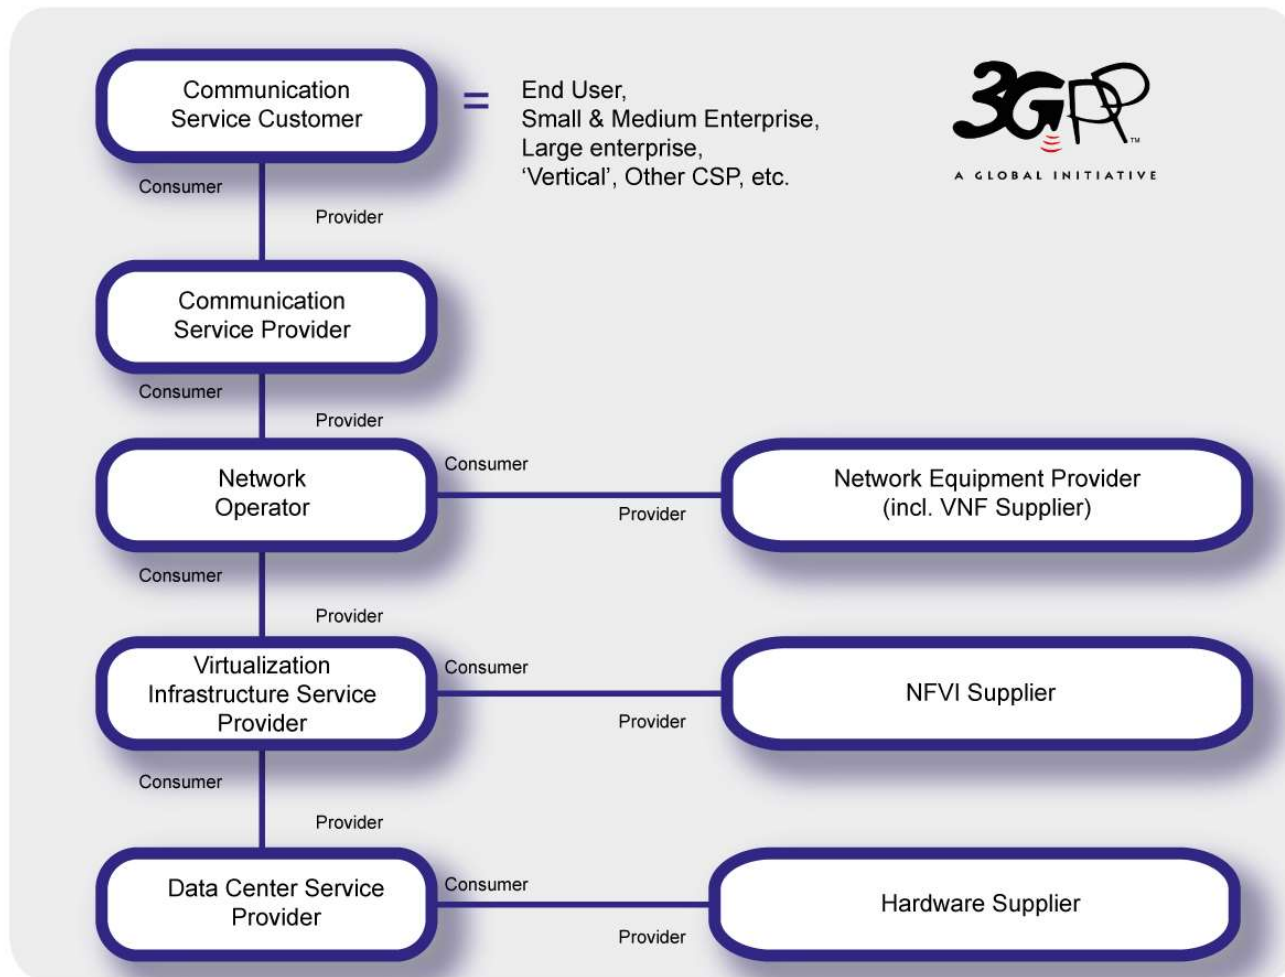 Communication
Service Customer
=
End User,
Small & Medium Enterprise,
Large enterprise,
‘Vertical’, Other CSP, etc.
3GPP
TM
A GLOBAL INITIATIVE
Consumer
Provider
Communication
Service Provider
Consumer
Provider
Network
Operator
Consumer
Provider
Network Equipment Provider
(incl. VNF Supplier)
Consumer
Provider
Virtualization
Infrastructure Service
Provider
Consumer
Provider
NFVI Supplier
Consumer
Provider
Data Center Service
Provider
Consumer
Provider
Hardware Supplier